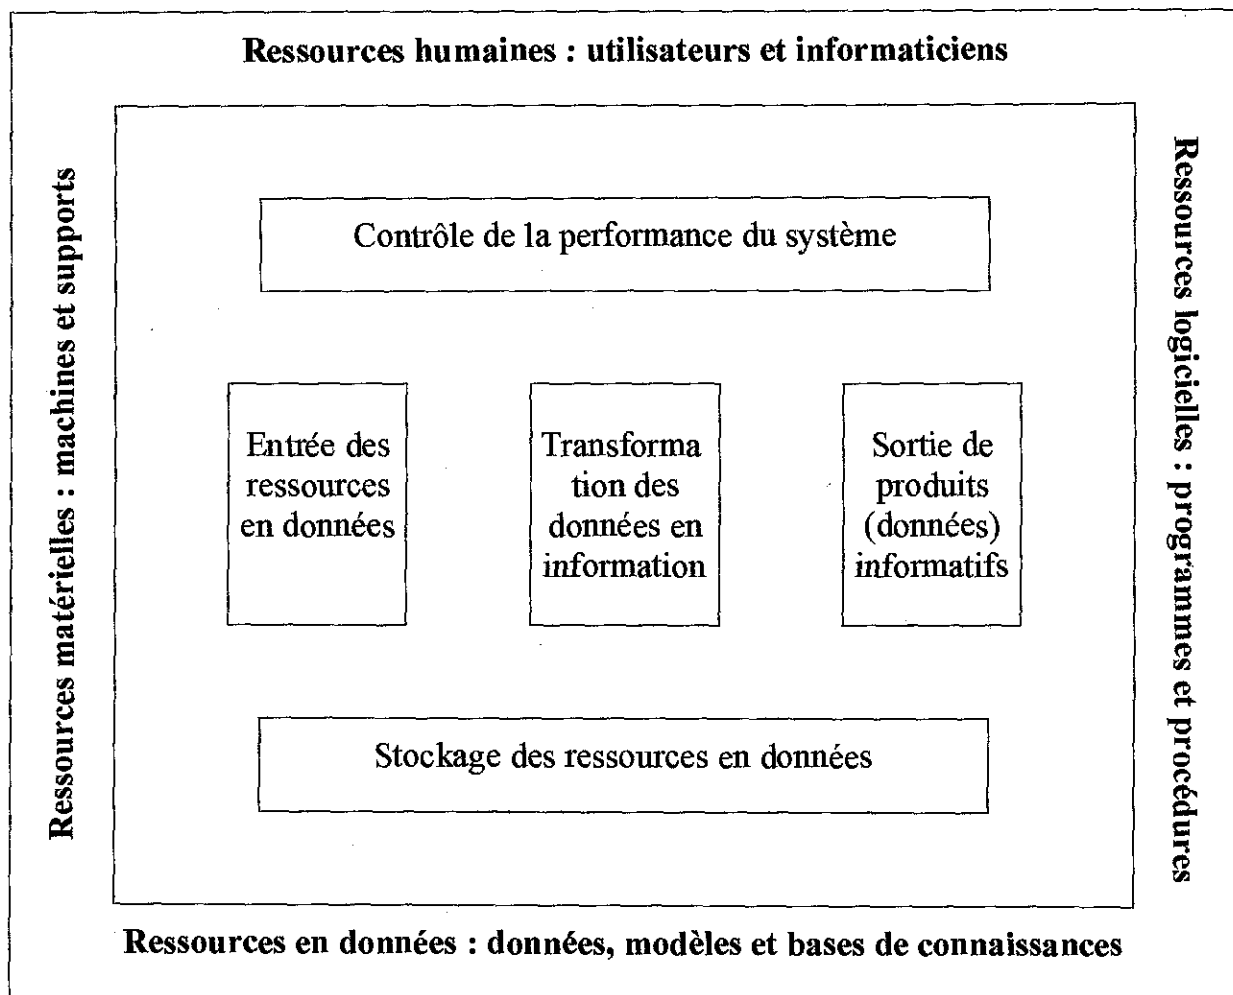 Ressources humaines : utilisateurs et informaticiens
Ressources matérielles : machines et supports
Contrôle de la performance du système
Entrée des
ressources
en données
Transforma
tion des
données en
information
Sortie de
produits
(données)
informatifs
Stockage des ressources en données
Ressources logicielles : programmes et procédures
Ressources en données : données, modèles et bases de connaissances